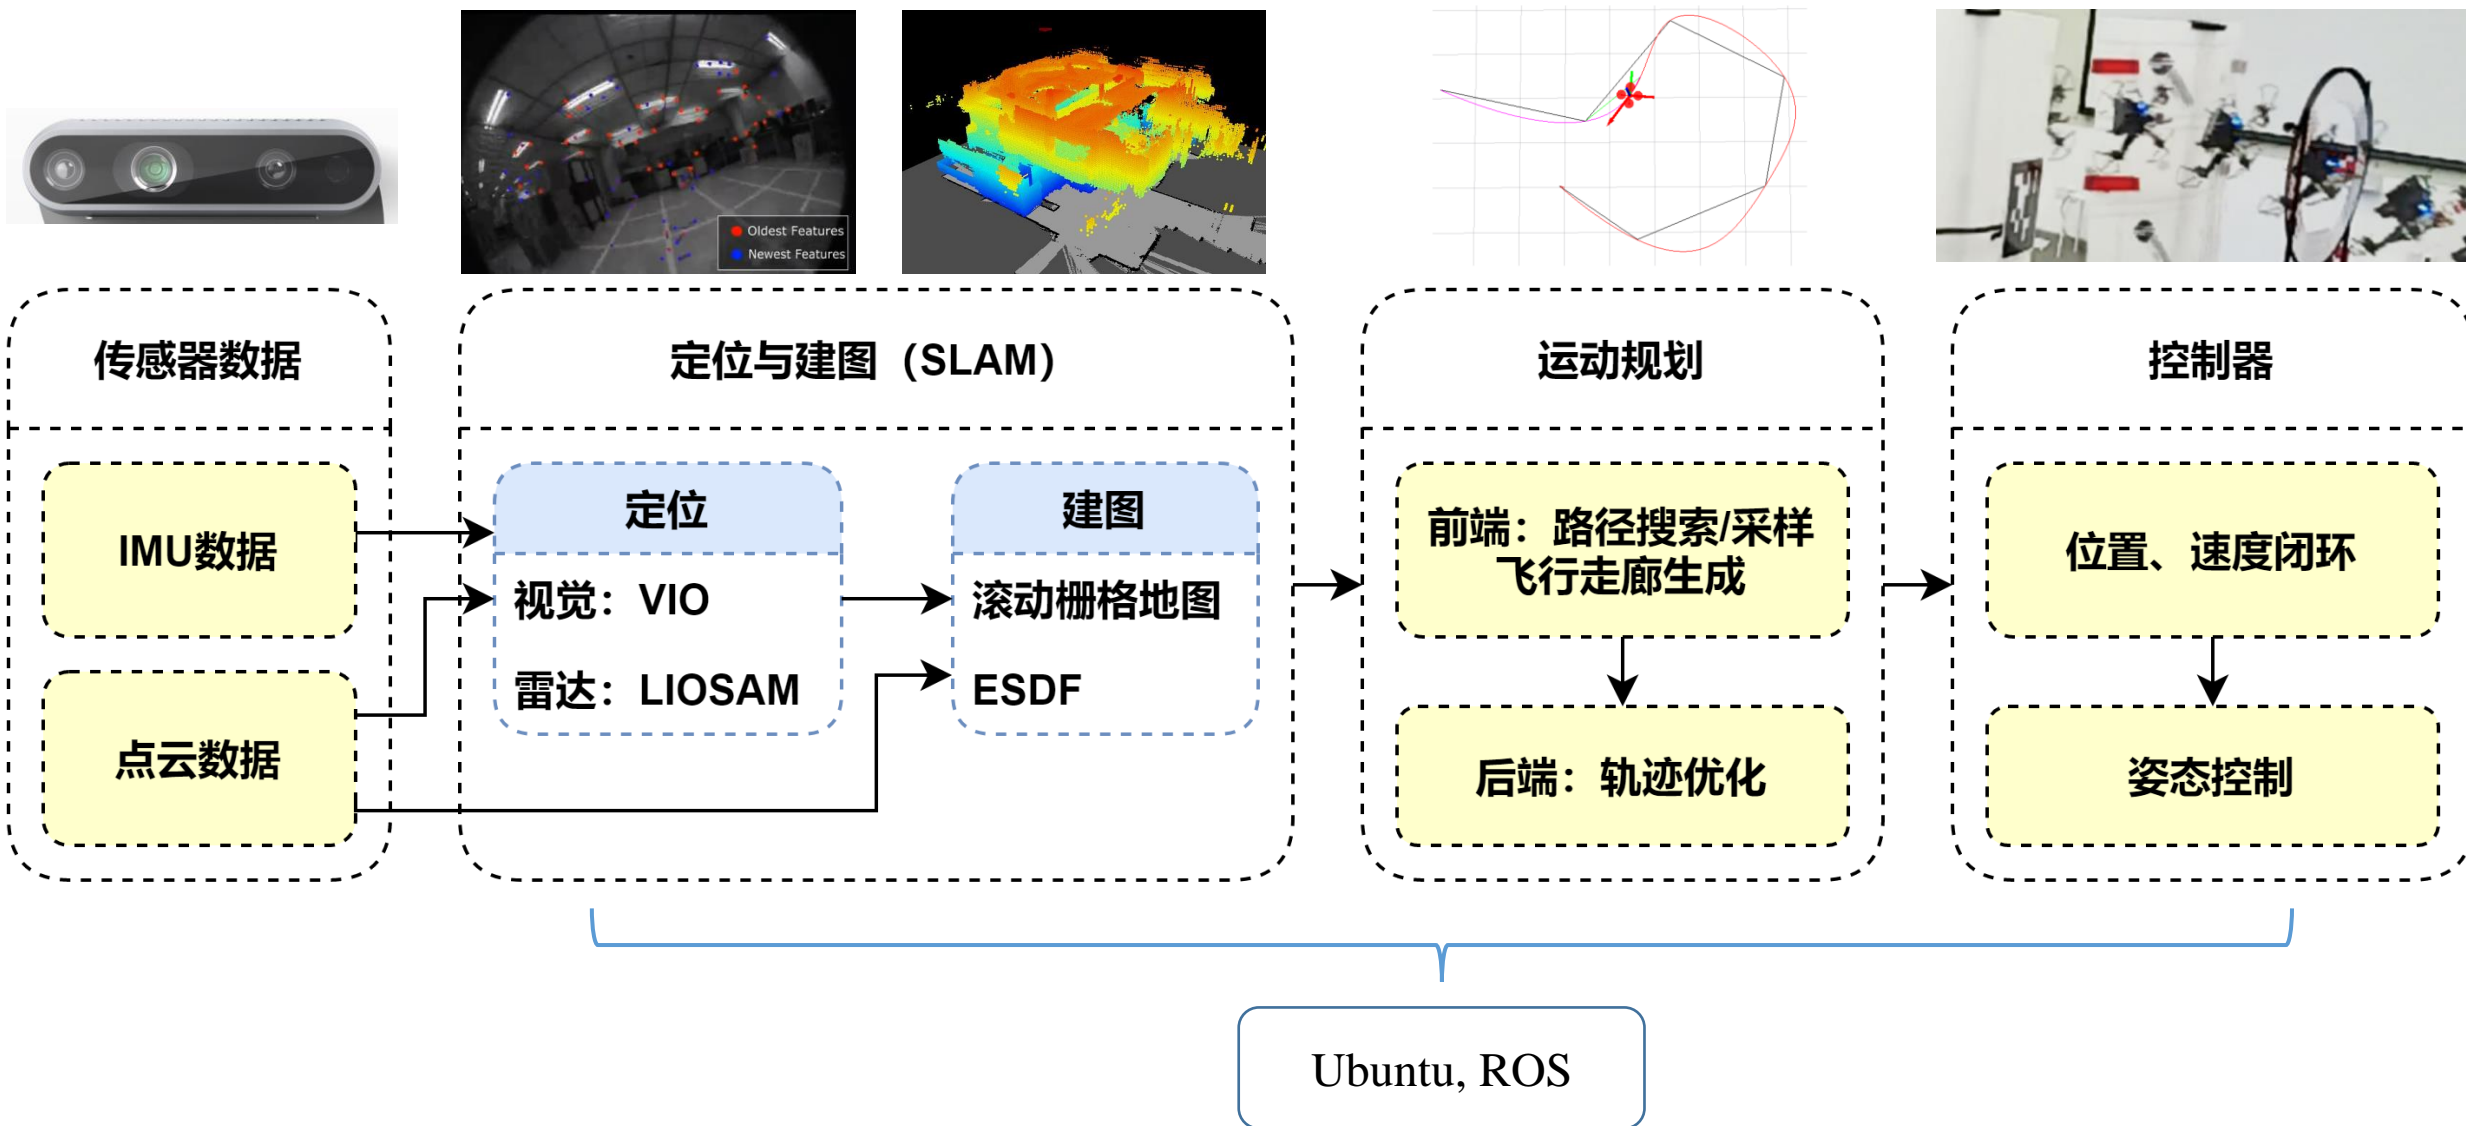 Oldest Features
Newest Features
传感器数据
IMU数据
点云数据
定位与建图（SLAM）
定位
视觉：VIO
雷达：LIOSAM
建图
滚动栅格地图
ESDF
运动规划
前端：路径搜索/采样
飞行走廊生成
后端：轨迹优化
控制器
位置、速度闭环
姿态控制
Ubuntu, ROS